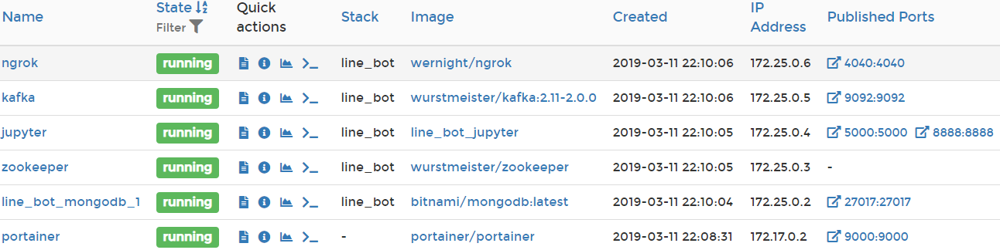 Name State Quick actions Stack Image Created IP Address Published Ports
Filter
ngrok running line_bot wernight/ngrok 2019-03-11 22:10:06 172.25.0.6 4040:4040
kafka running line_bot wurstmeister/kafka:2.11-2.0.0 2019-03-11 22:10:06 172.25.0.5 9092:9092
jupyter running line_bot line_bot_jupyter 2019-03-11 22:10:05 172.25.0.4 5000:5000 8888:8888
zookeeper running line_bot wurstmeister/zookeeper 2019-03-11 22:10:05 172.25.0.3 -
line_bot_mongodb_1 running line_bot bitnami/mongodb:latest 2019-03-11 22:10:04 172.25.0.2 27017:27017
portainer running - portainer/portainer 2019-03-11 22:08:31 172.17.0.2 9000:9000